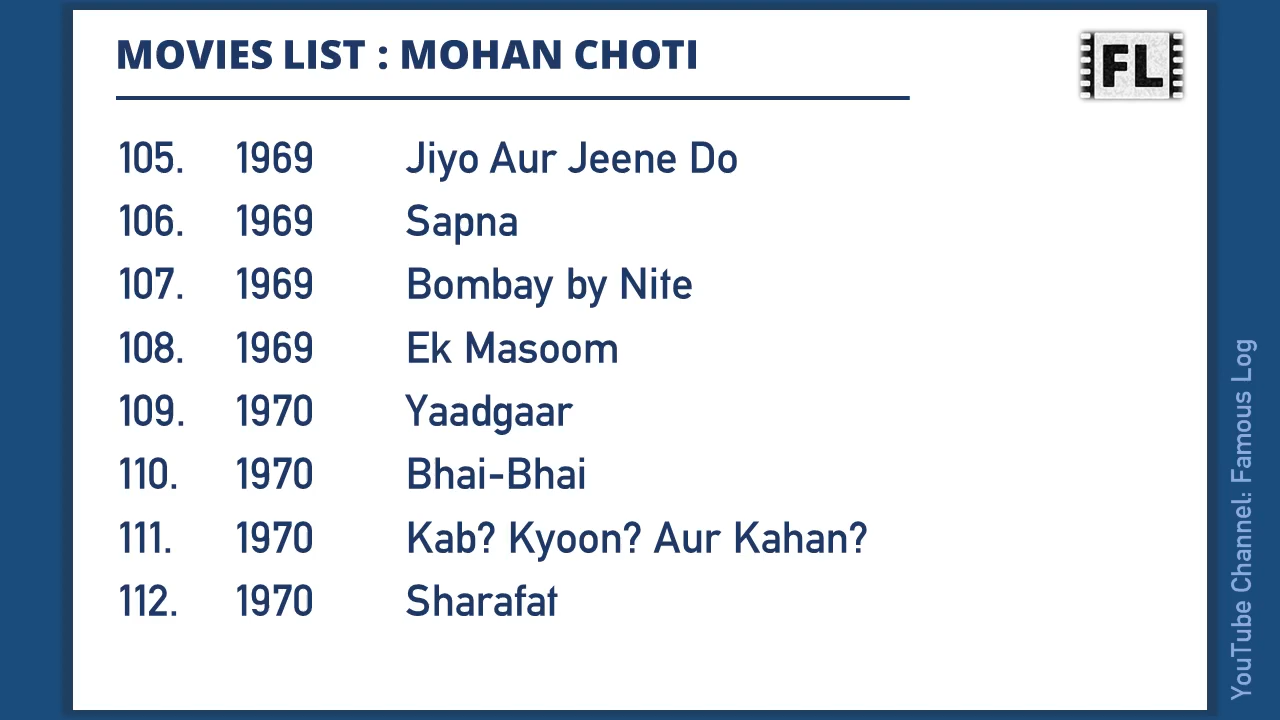 MOVIES LIST : MOHAN CHOTI
FL
105. 1969 Jiyo Aur Jeene Do
106. 1969 Sapna
107. 1969 Bombay by Nite
108. 1969 Ek Masoom
109. 1970 Yaadgaar
110. 1970 Bhai-Bhai
111. 1970 Kab? Kyoon? Aur Kahan?
112. 1970 Sharafat
YouTube Channel: Famous Log